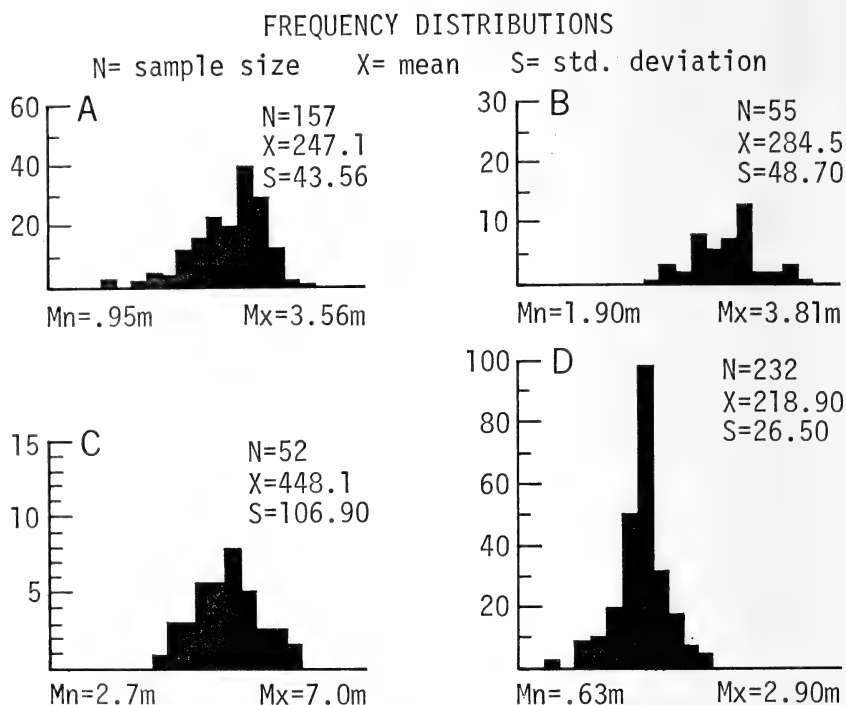 FREQUENCY DISTRIBUTIONS
N= sample size X= mean S= std. deviation
A
60
40
20
N=157
X=247.1
S=43.56
Mn=.95m Mx=3.56m
B
30
20
10
N=55
X=284.5
S=48.70
Mn=1.90m Mx=3.81m
C
15
10
5
N=52
X=448.1
S=106.90
Mn=2.7m Mx=7.0m
D
100
80
60
40
20
N=232
X=218.90
S=26.50
Mn=.63m Mx=2.90m